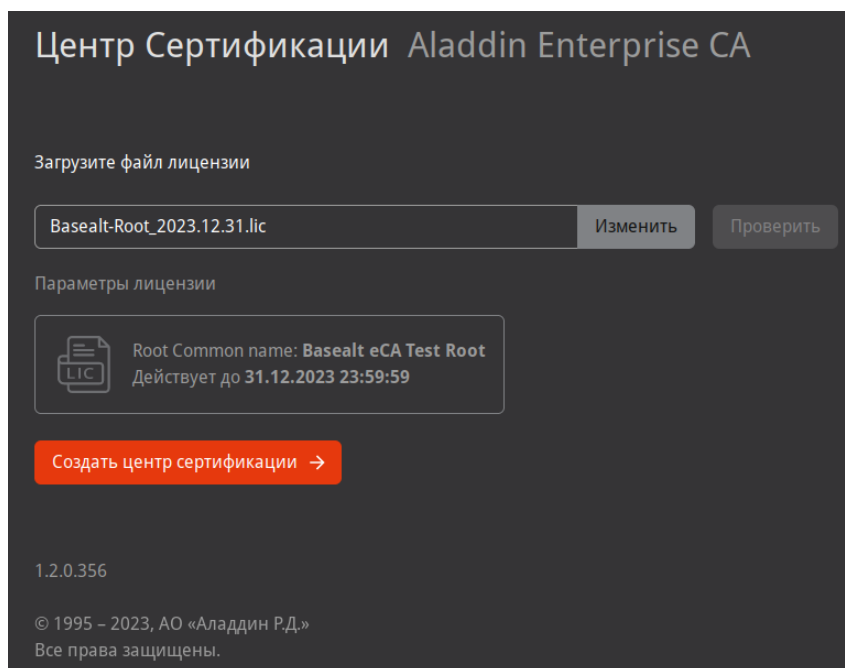 Центр Сертификации Aladdin Enterprise CA
Загрузите файл лицензии
Basealt-Root_2023.12.31.lic Изменить Проверить
Параметры лицензии
LIC
Root Common name: Basealt eCA Test Root
Действует до 31.12.2023 23:59:59
Создать центр сертификации →
1.2.0.356
© 1995 – 2023, АО «Аладдин Р.Д.»
Все права защищены.